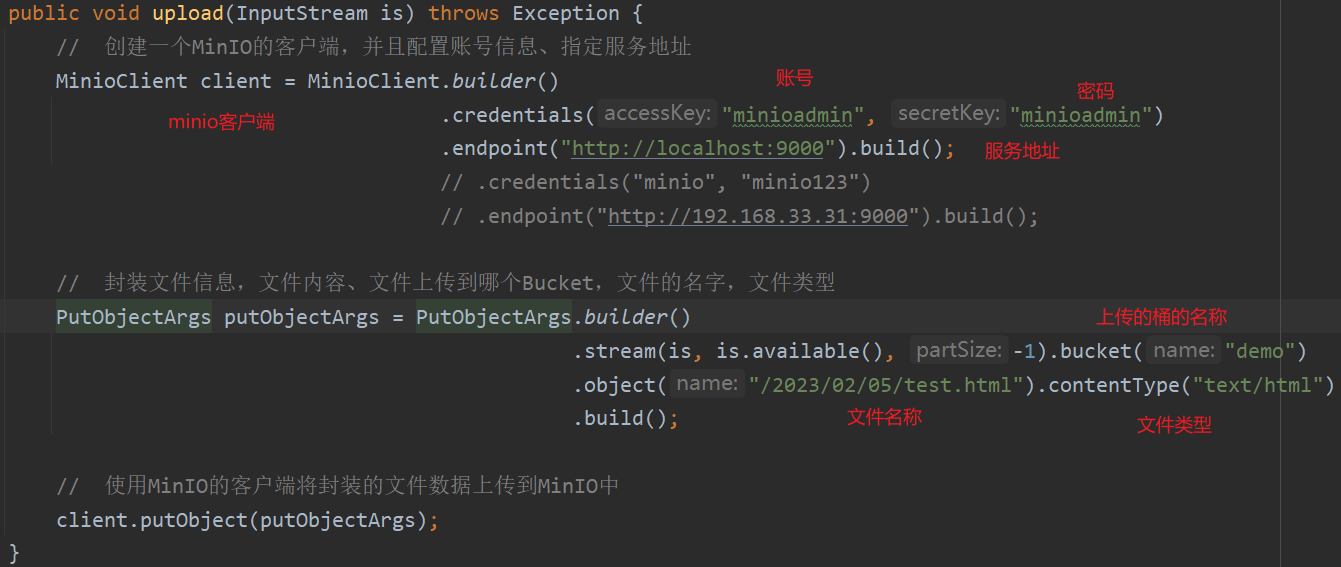 public void upload(InputStream is) throws Exception {
// 创建一个MinIO的客户端，并且配置账号信息、指定服务地址
MinioClient client = MinioClient.builder()
账号
密码
minio客户端
.credentials( accessKey: "minioadmin", secretKey: "minioadmin")
.endpoint("http://localhost:9000").build();
服务地址
// .credentials("minio", "minio123")
// .endpoint("http://192.168.33.31:9000").build();
// 封装文件信息，文件内容、文件上传到哪个Bucket，文件的名字，文件类型
PutObjectArgs putObjectArgs = PutObjectArgs.builder()
上传的桶的名称
.stream(is, is.available(), partSize: -1).bucket( name: "demo")
.object( name: "/2023/02/05/test.html").contentType("text/html")
.build();
文件名称
文件类型
// 使用MinIO的客户端将封装的文件数据上传到MinIO中
client.putObject(putObjectArgs);
}